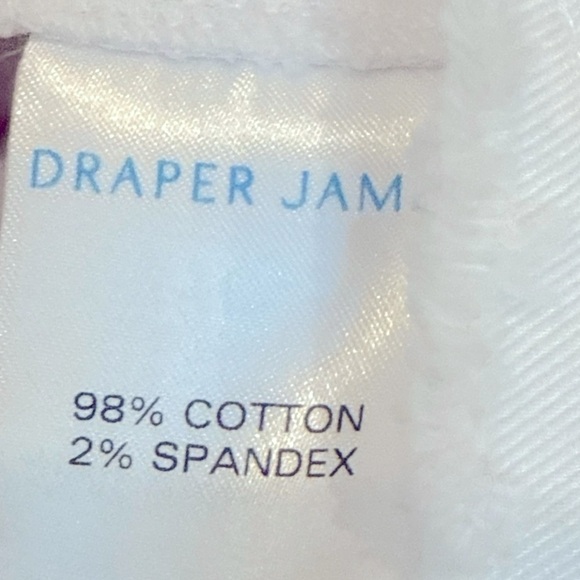 DRAPER JAM
98% COTTON
2% SPANDEX